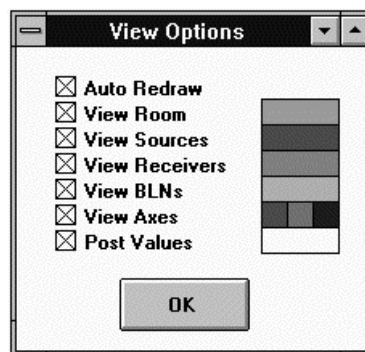 View Options
Auto Redraw
View Room
View Sources
View Receivers
View BLNs
View Axes
Post Values
OK